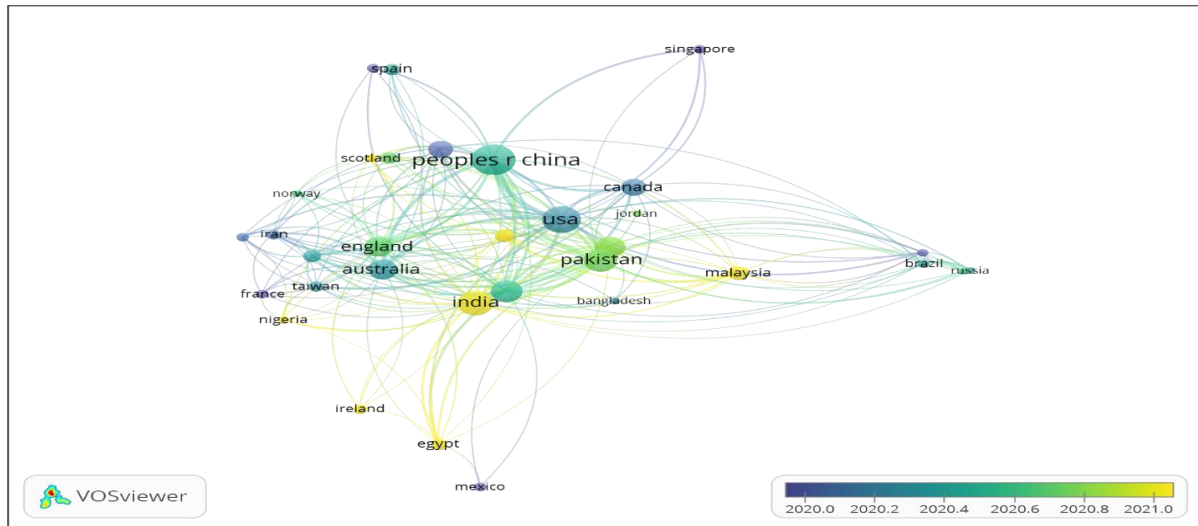 singapore
spain
scotland
peoples r china
canada
norway
jordan
usa
iran
england
pakistan
australia
malaysia
brazil
russia
taiwan
france
india
bangladesh
nigeria
ireland
egypt
mexico
VOSviewer
2020.0 2020.2 2020.4 2020.6 2020.8 2021.0